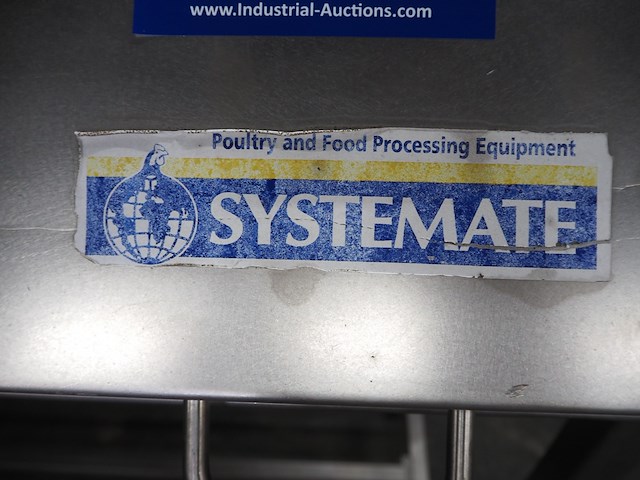 www.Industrial-Auctions.com
Poultry and Food Processing Equipment
SYSTEMATE